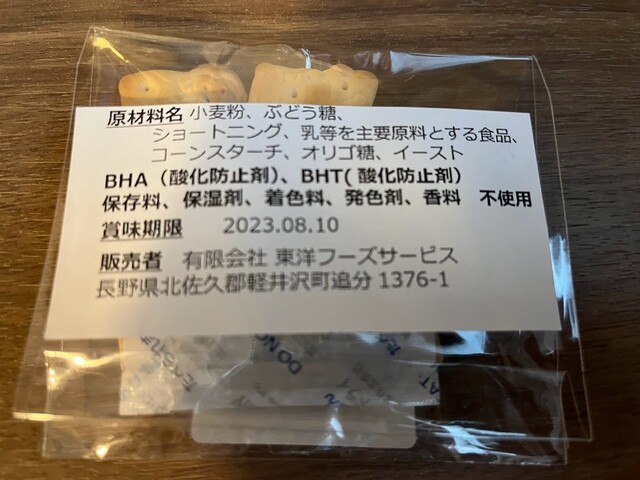 原材料名 小麦粉、ぶどう糖、
ショートニング、乳等を主要原料とする食品、
コーンスターチ、オリゴ糖、イースト
BHA（酸化防止剤）、BHT( 酸化防止剤）
保存料、保湿剤、着色料、発色剤、香料　不使用
賞味期限　2023.08.10
販売者　有限会社 東洋フーズサービス
長野県北佐久郡軽井沢町追分 1376-1